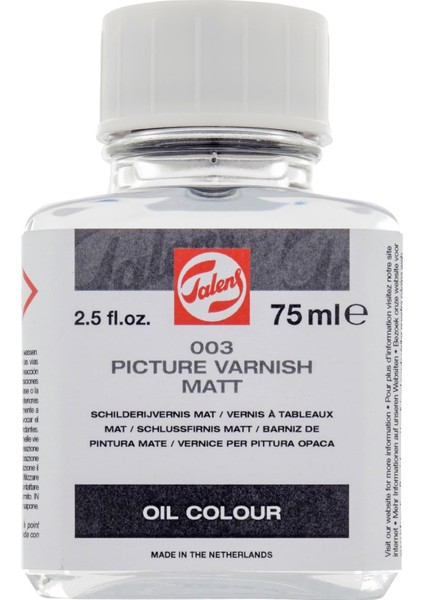 Talens
2.5 fl.oz. 75 ml e
003
PICTURE VARNISH
MATT
SCHILDERIJVERNIS MAT / VERNIS À TABLEAUX
MAT / SCHLUSSFIRNIS MATT / BARNIZ DE
PINTURA MATE / VERNICE PER PITTURA OPACA
OIL COLOUR
MADE IN THE NETHERLANDS
Visit our website for more information • Pour plus d'information visitez notre site
internet • Mehr Informationen auf unseren Webseiten • Bezoek onze website voor